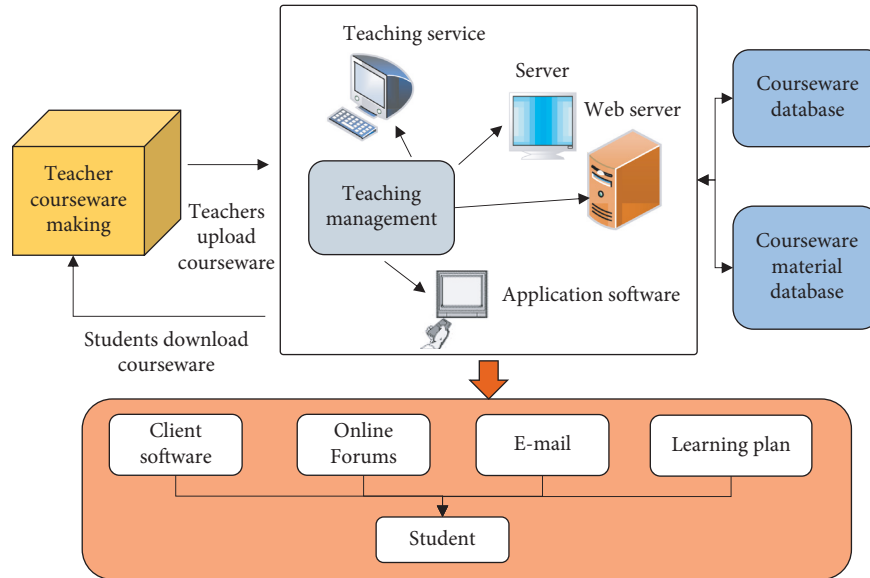 Teaching service
Server
Web server
Teaching
management
Application software
Teacher
courseware
making
Teachers
upload
courseware
Students download
courseware
Courseware
database
Courseware
material
database
Client
software
Online
Forums
E-mail
Learning plan
Student